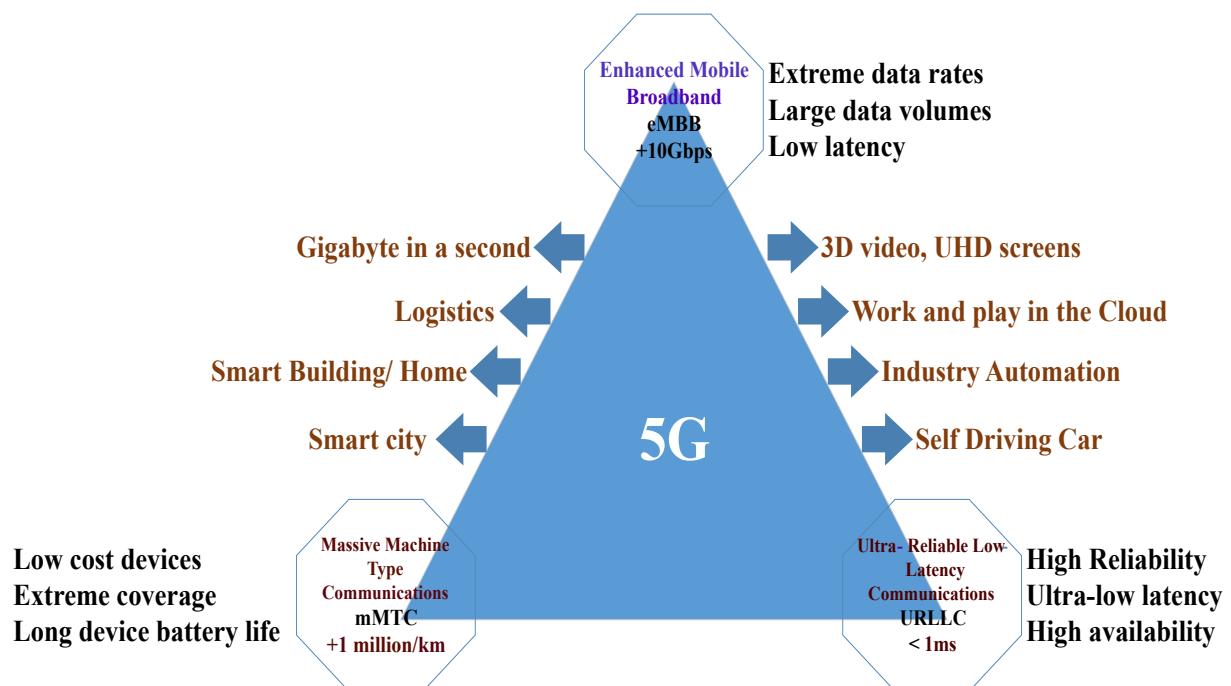 Enhanced Mobile
Broadband
eMBB
+10Gbps
Extreme data rates
Large data volumes
Low latency
Gigabyte in a second
3D video, UHD screens
Logistics
Work and play in the Cloud
Smart Building/ Home
Industry Automation
Smart city
5G
Self Driving Car
Low cost devices
Extreme coverage
Long device battery life
Massive Machine
Type
Communications
mMTC
+1 million/km
Ultra- Reliable Low-
Latency
Communications
URLLC
< 1ms
High Reliability
Ultra-low latency
High availability